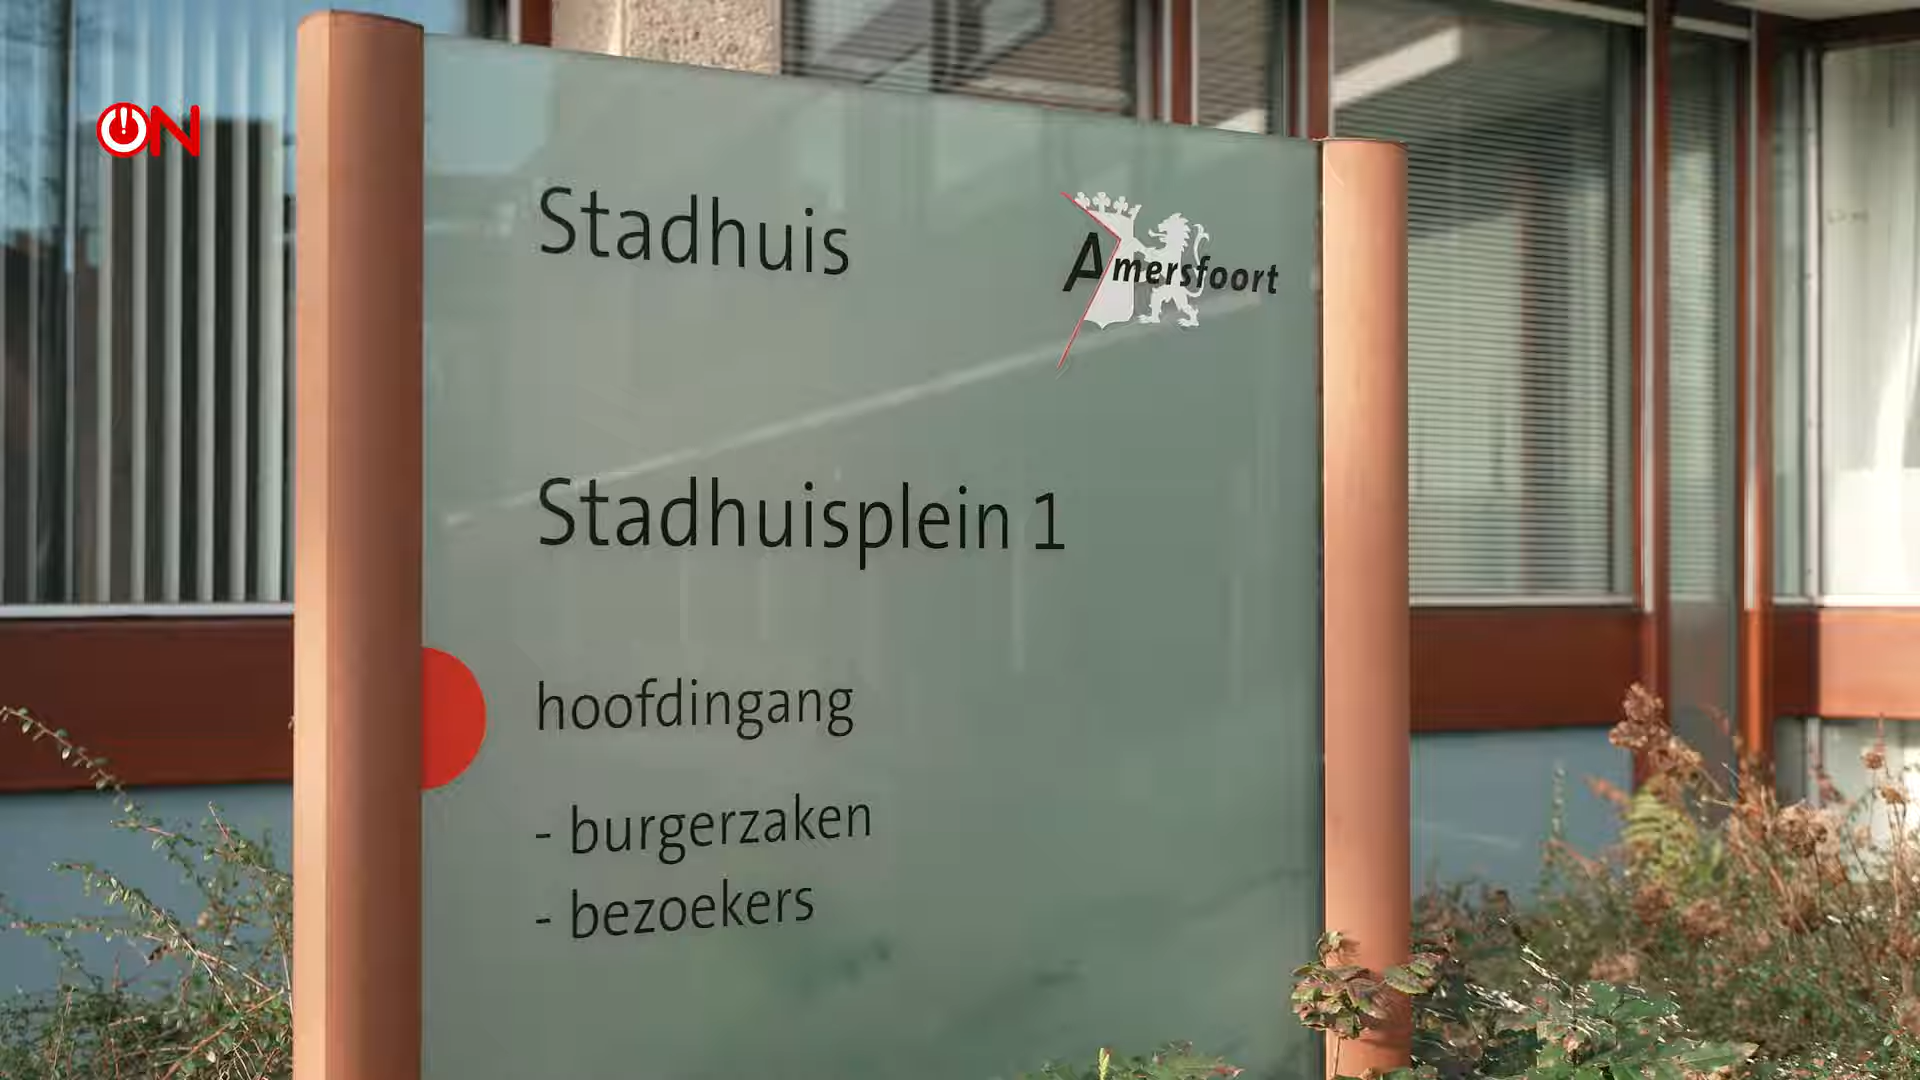 ON
Stadhuis
Amersfoort
Stadhuisplein 1
hoofdingang
- burgerzaken
- bezoekers